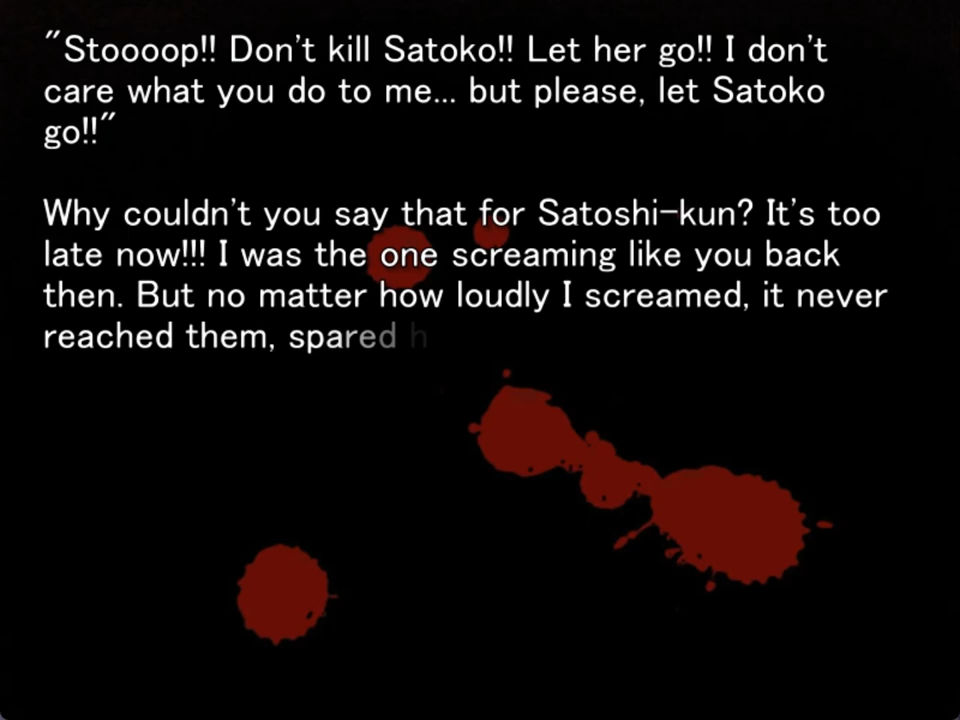 "Stoooop!! Don't kill Satoko!! Let her go!! I don't
care what you do to me... but please, let Satoko
go!!"
Why couldn't you say that for Satoshi-kun? It's too
late now!!! I was the one screaming like you back
then. But no matter how loudly I screamed, it never
reached them, spared h